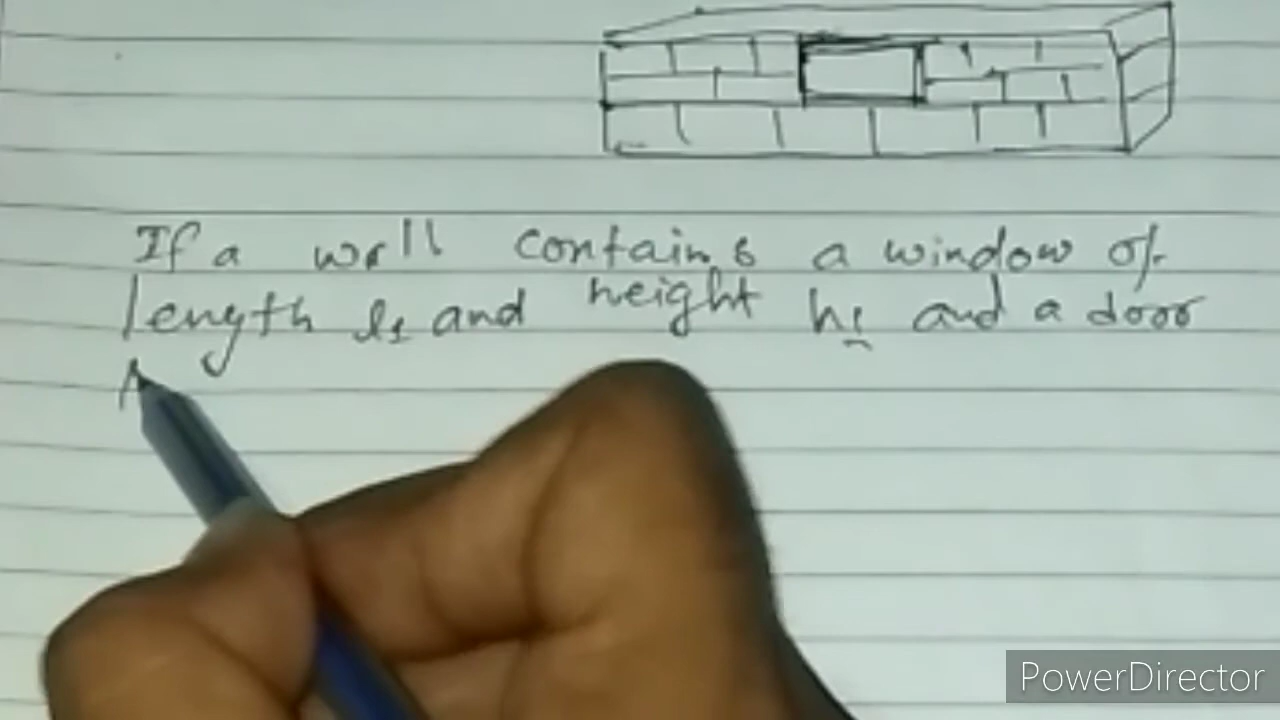 If a wall contains a window of
length l1 and height h1 and a door
PowerDirector